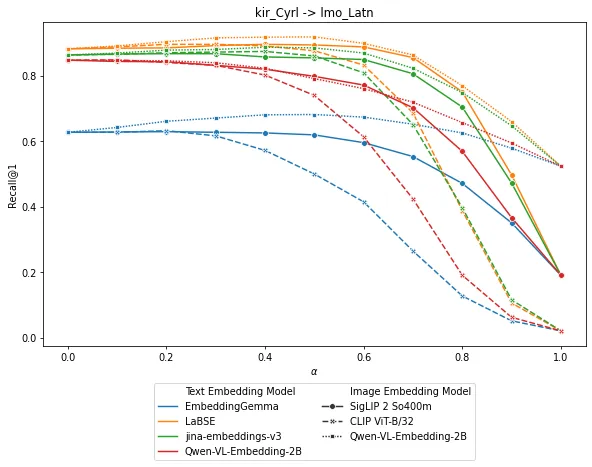 kir_Cyrl -> lmo_Latn
Recall@1
0.8
0.6
0.4
0.2
0.0
0.0 0.2 0.4 0.6 0.8 1.0
α
Text Embedding Model Image Embedding Model
EmbeddingGemma SigLIP 2 So400m
LaBSE CLIP ViT-B/32
jina-embeddings-v3 Qwen-VL-Embedding-2B
Qwen-VL-Embedding-2B